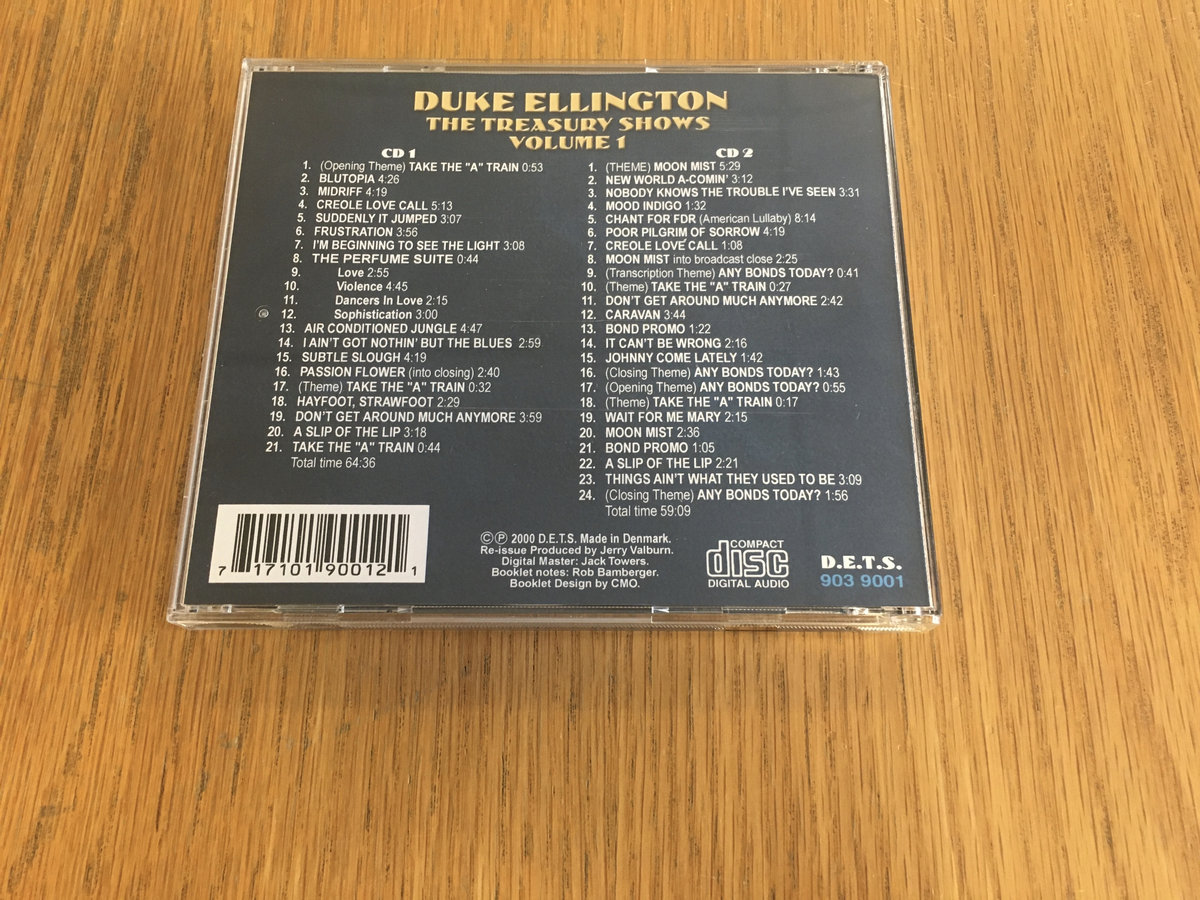 DUKE ELLINGTON
THE TREASURY SHOWS
VOLUME 1
CD 1
1. (Opening Theme) TAKE THE "A" TRAIN 0:53
2. BLUTOPIA 4:26
3. MIDRIFF 4:19
4. CREOLE LOVE CALL 5:13
5. SUDDENLY IT JUMPED 3:07
6. FRUSTRATION 3:56
7. I'M BEGINNING TO SEE THE LIGHT 3:08
8. THE PERFUME SUITE 0:44
9. Love 2:55
10. Violence 4:45
11. Dancers In Love 2:15
12. Sophistication 3:00
13. AIR CONDITIONED JUNGLE 4:47
14. I AIN'T GOT NOTHIN' BUT THE BLUES 2:59
15. SUBTLE SLOUGH 4:19
16. PASSION FLOWER (into closing) 2:40
17. (Theme) TAKE THE "A" TRAIN 0:32
18. HAYFOOT, STRAWFOOT 2:29
19. DON'T GET AROUND MUCH ANYMORE 3:59
20. A SLIP OF THE LIP 3:18
21. TAKE THE "A" TRAIN 0:44
Total time 64:36
CD 2
1. (THEME) MOON MIST 5:29
2. NEW WORLD A-COMIN' 3:12
3. NOBODY KNOWS THE TROUBLE I'VE SEEN 3:31
4. MOOD INDIGO 1:32
5. CHANT FOR FDR (American Lullaby) 8:14
6. POOR PILGRIM OF SORROW 4:19
7. CREOLE LOVE CALL 1:08
8. MOON MIST into broadcast close 2:25
9. (Transcription Theme) ANY BONDS TODAY? 0:41
10. (Theme) TAKE THE "A" TRAIN 0:27
11. DON'T GET AROUND MUCH ANYMORE 2:42
12. CARAVAN 3:44
13. BOND PROMO 1:22
14. IT CAN'T BE WRONG 2:16
15. JOHNNY COME LATELY 1:42
16. (Closing Theme) ANY BONDS TODAY? 1:43
17. (Opening Theme) ANY BONDS TODAY? 0:55
18. (Theme) TAKE THE "A" TRAIN 0:17
19. WAIT FOR ME MARY 2:15
20. MOON MIST 2:36
21. BOND PROMO 1:05
22. A SLIP OF THE LIP 2:21
23. THINGS AIN'T WHAT THEY USED TO BE 3:09
24. (Closing Theme) ANY BONDS TODAY? 1:56
Total time 59:09
7 17101 90012 1
©℗ 2000 D.E.T.S. Made in Denmark.
Re-issue Produced by Jerry Valburn.
Digital Master: Jack Towers.
Booklet notes: Rob Bamberger.
Booklet Design by CMO.
COMPACT
disc
DIGITAL AUDIO
D.E.T.S.
903 9001